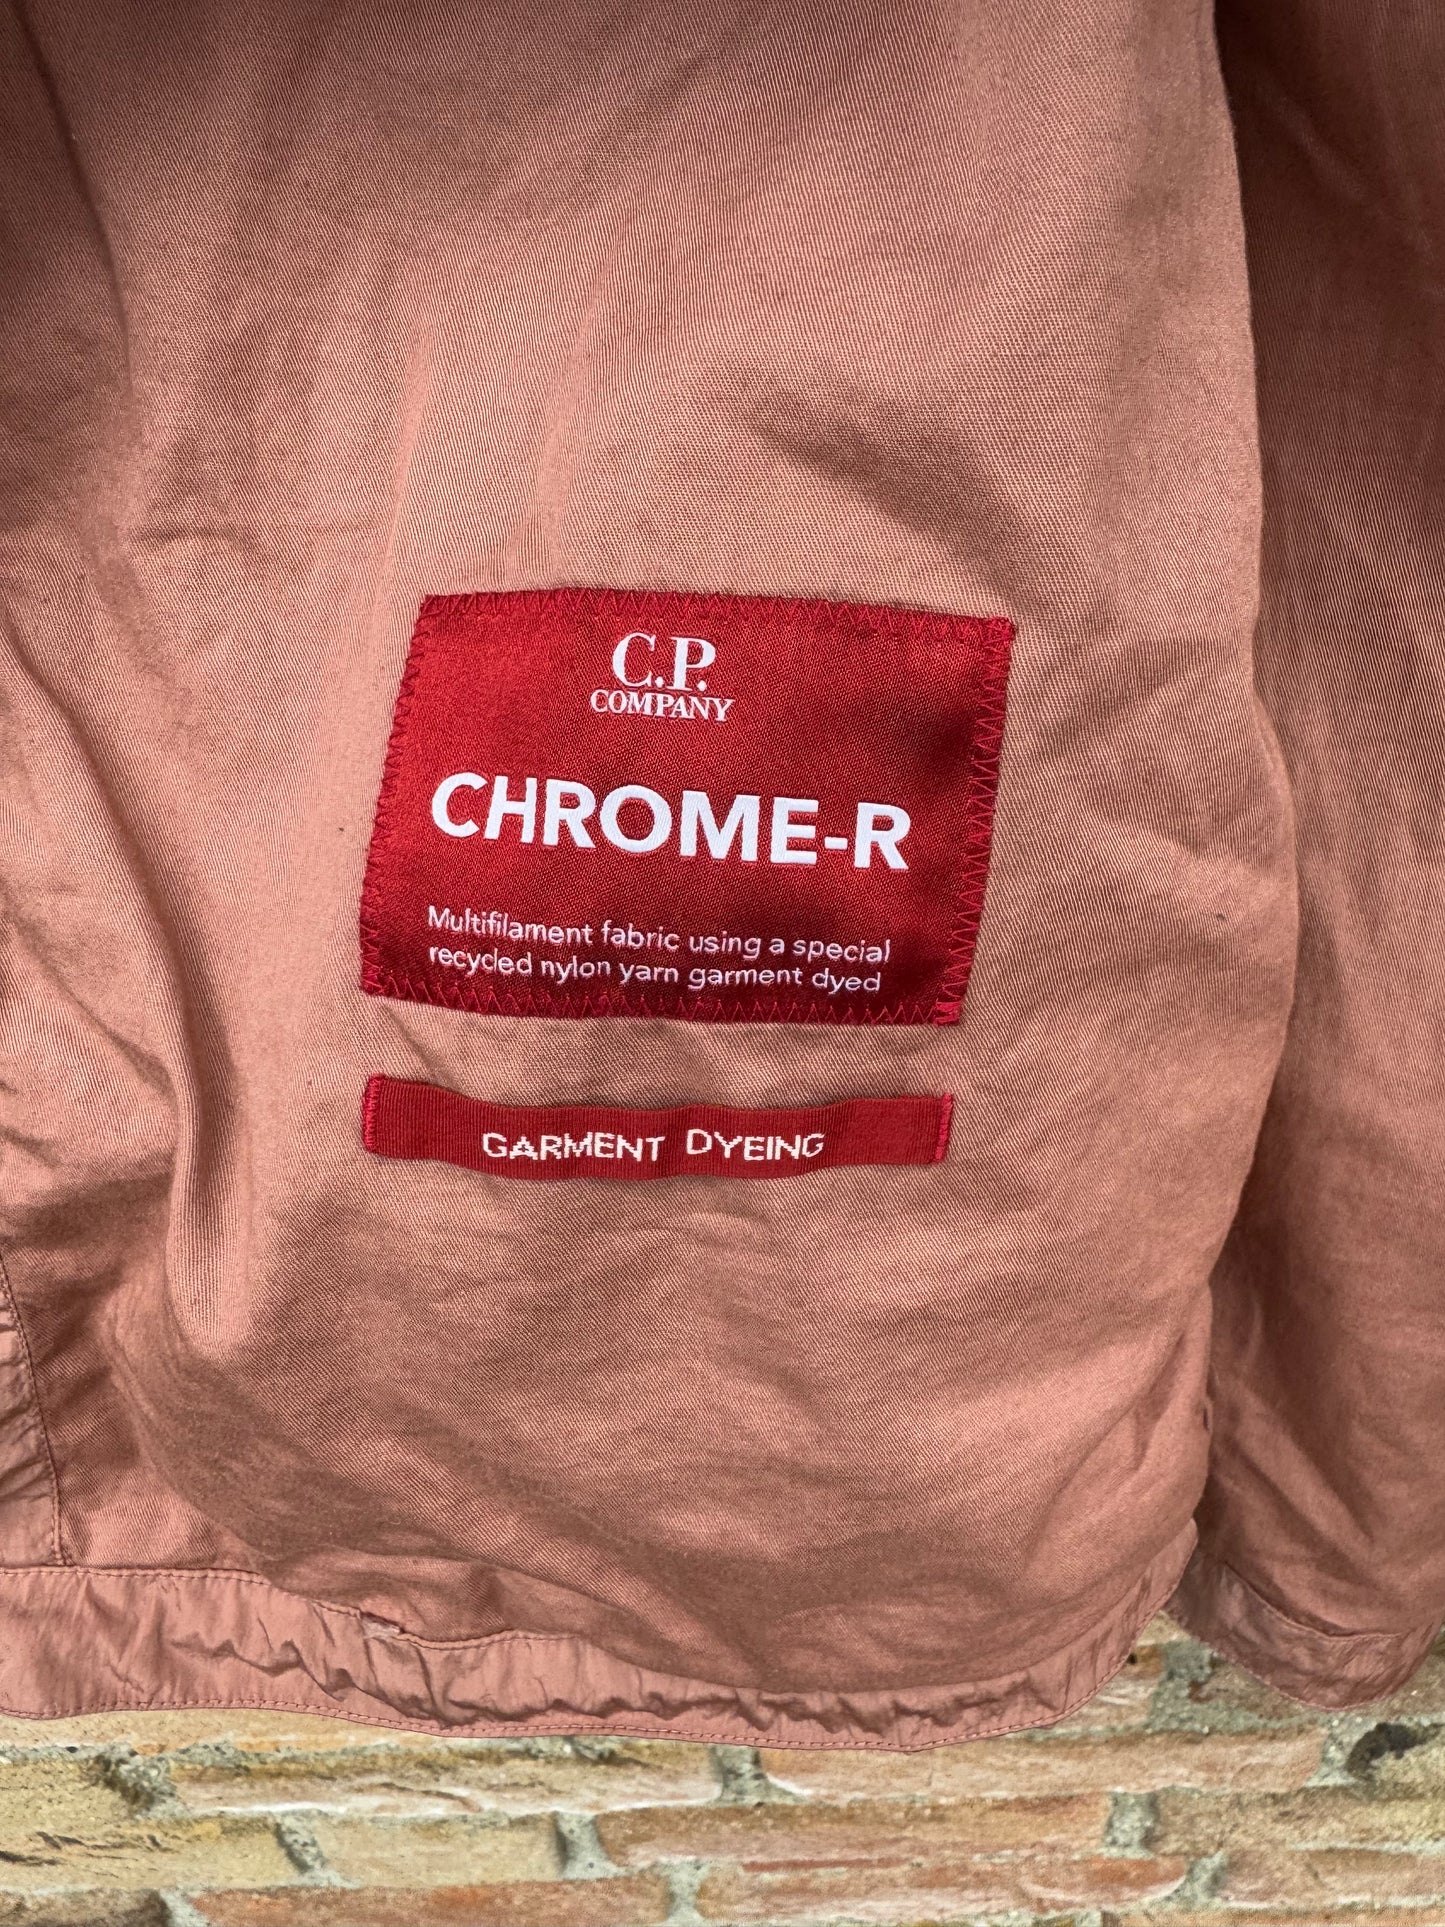 C.P.
COMPANY
CHROME-R
Multifilament fabric using a special
recycled nylon yarn garment dyed
GARMENT DYEING